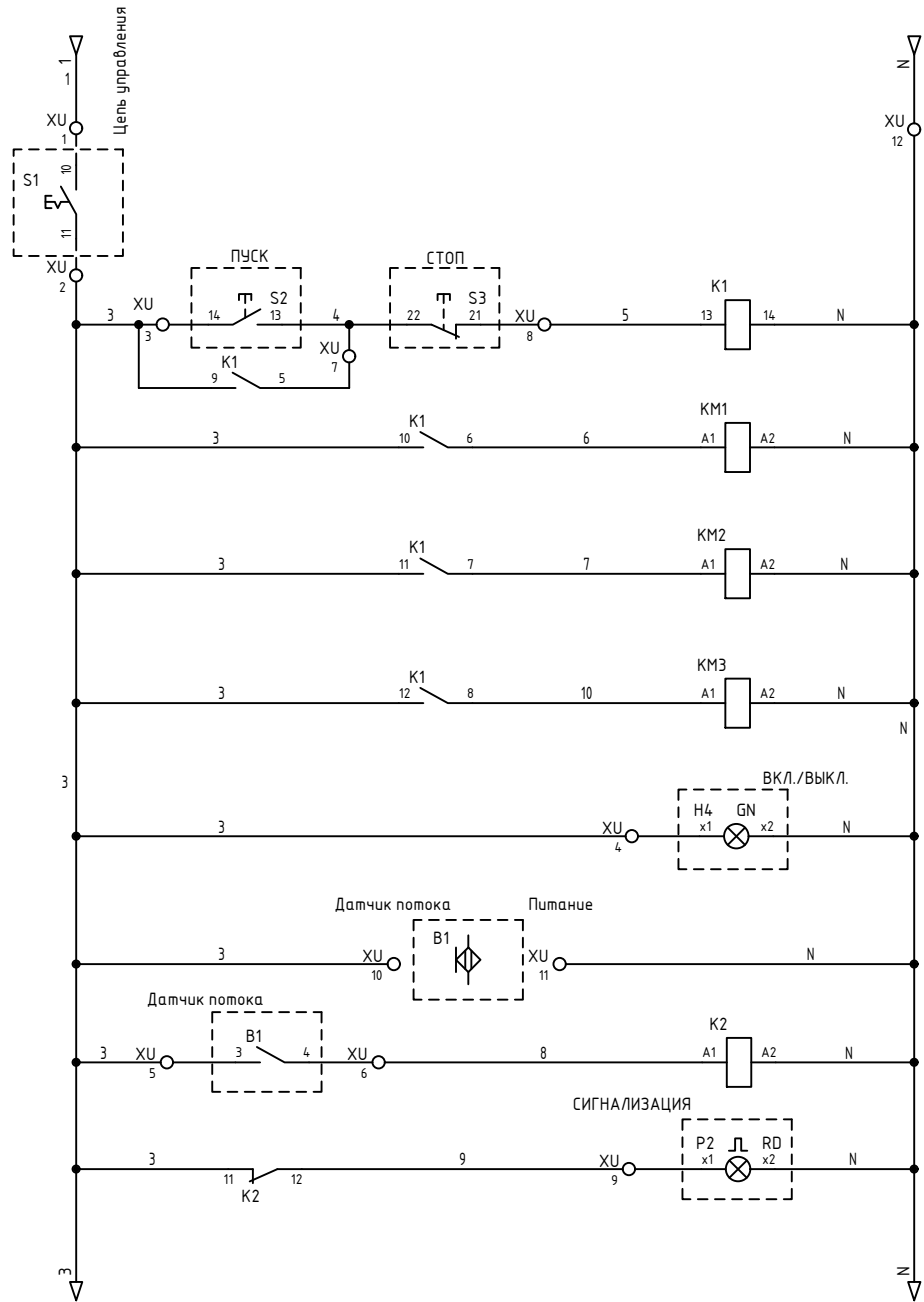 1
1
Цепь управления
N
XU
1
XU
12
S1
10
11
XU
2
ПУСК
СТОП
3
XU
3
14
S2
13
4
22
S3
21
XU
8
5
K1
13
14
N
XU
7
K1
9
5
3
K1
10
6
6
KM1
A1
A2
N
3
K1
11
7
7
KM2
A1
A2
N
3
K1
12
8
10
KM3
A1
A2
N
N
3
ВКЛ./ВЫКЛ.
3
XU
4
H4
GN
x1
x2
N
Датчик потока
Питание
3
XU
10
B1
XU
11
N
Датчик потока
3
XU
5
B1
3
4
XU
6
8
K2
A1
A2
N
СИГНАЛИЗАЦИЯ
3
11
K2
12
9
XU
9
P2
RD
x1
x2
N
3
N